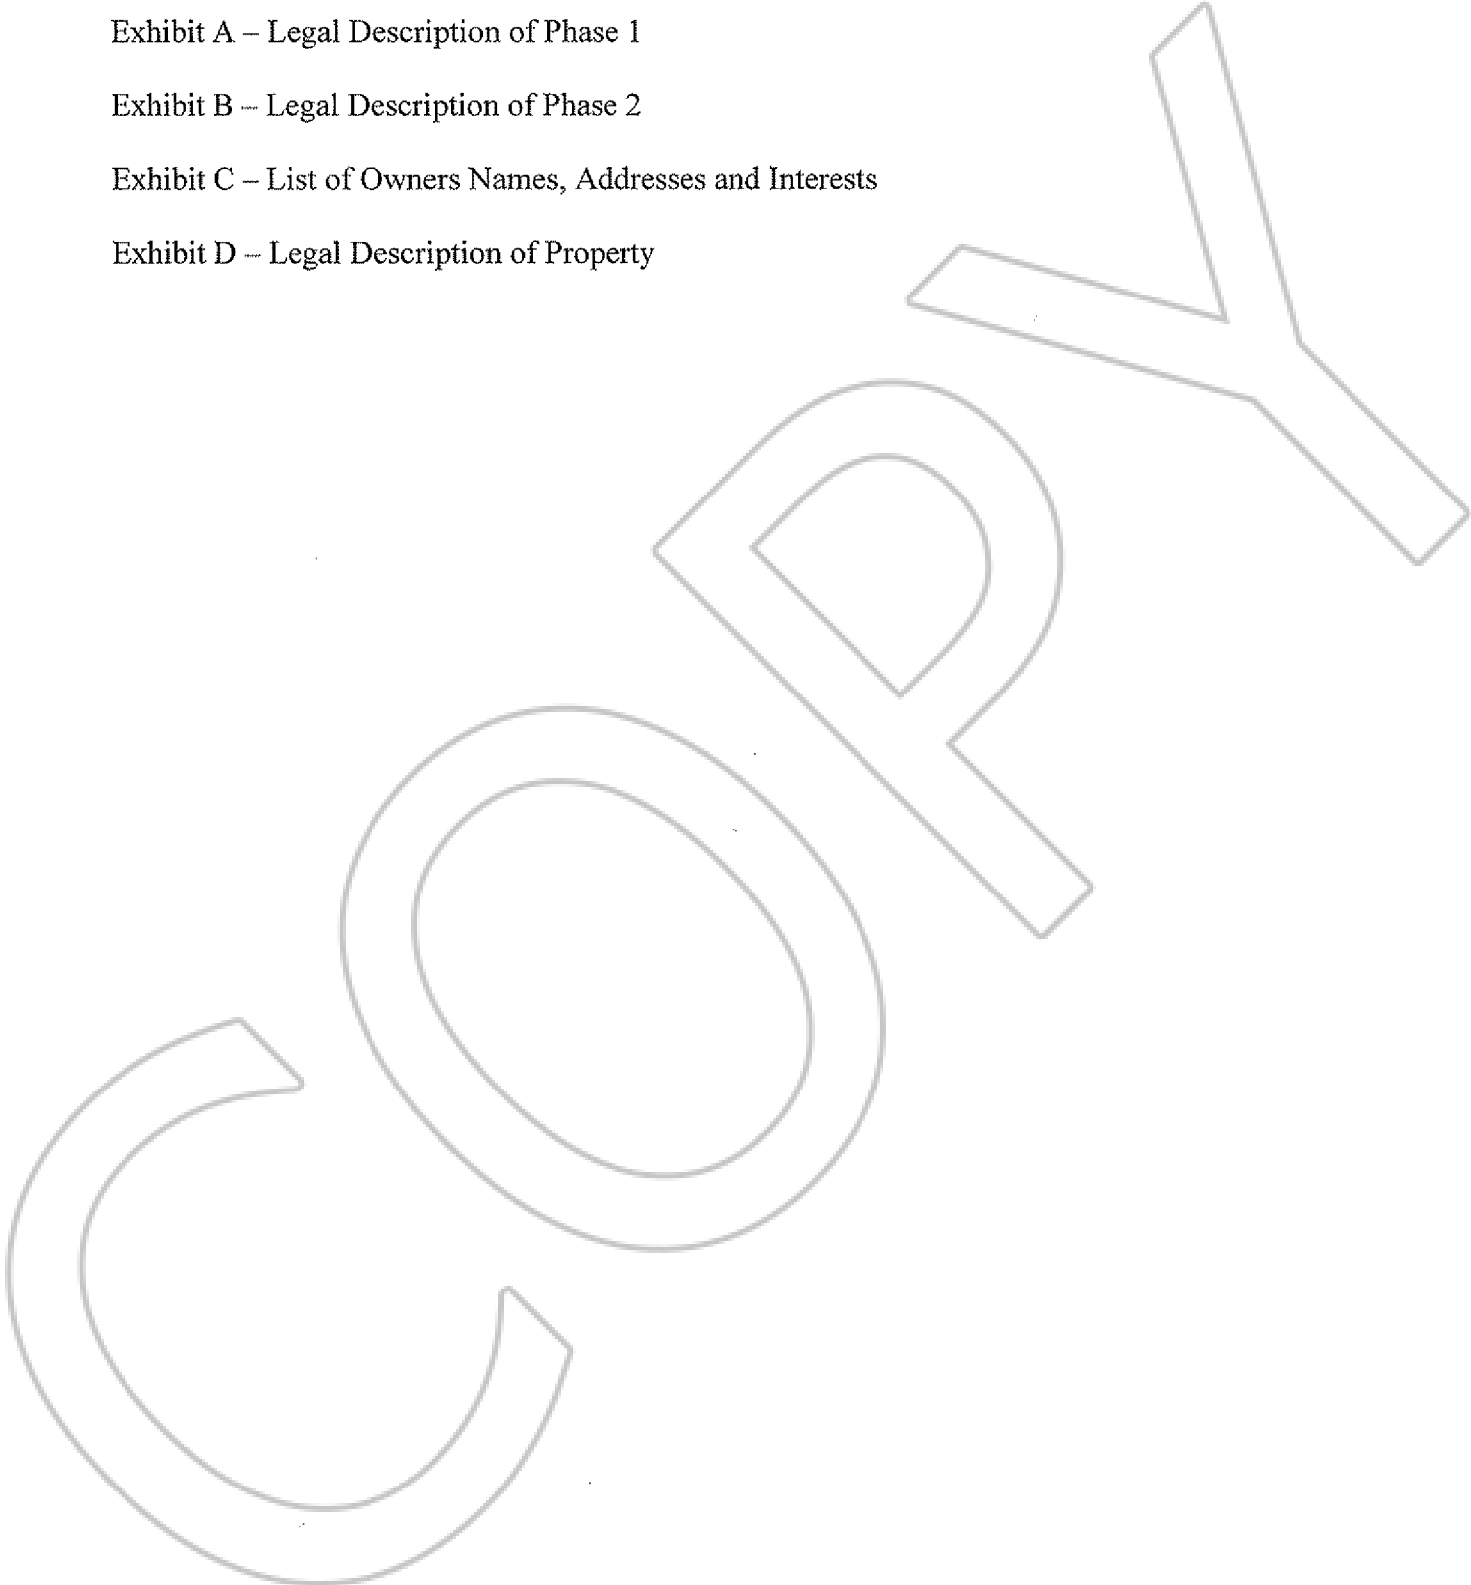 Exhibit A – Legal Description of Phase 1
Exhibit B – Legal Description of Phase 2
Exhibit C – List of Owners Names, Addresses and Interests
Exhibit D – Legal Description of Property
COPY